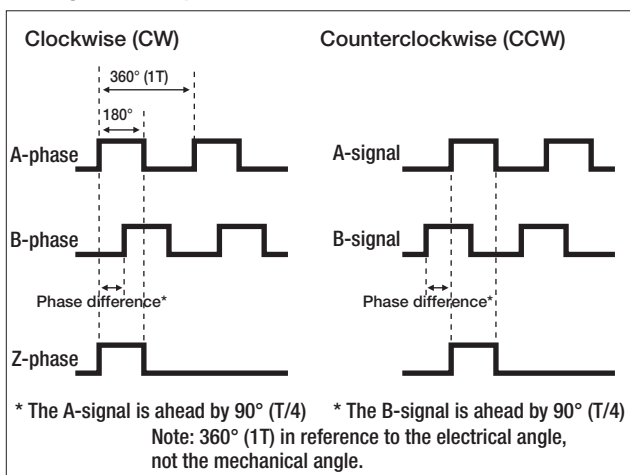 Clockwise (CW)
Counterclockwise (CCW)
360° (1T)
180°
A-phase
A-signal
B-phase
B-signal
Phase difference*
Phase difference*
Z-phase
* The A-signal is ahead by 90° (T/4)
* The B-signal is ahead by 90° (T/4)
Note: 360° (1T) in reference to the electrical angle,
not the mechanical angle.